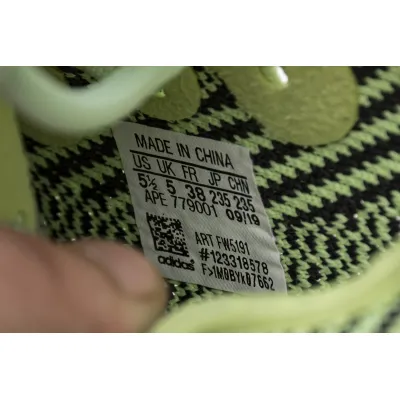 MADE IN CHINA
US UK FR JP CHN
5½ 5 38 235 235
APE 779001 09/19
ART FW5191
#123318578
F>1M0BYK07662
adidas